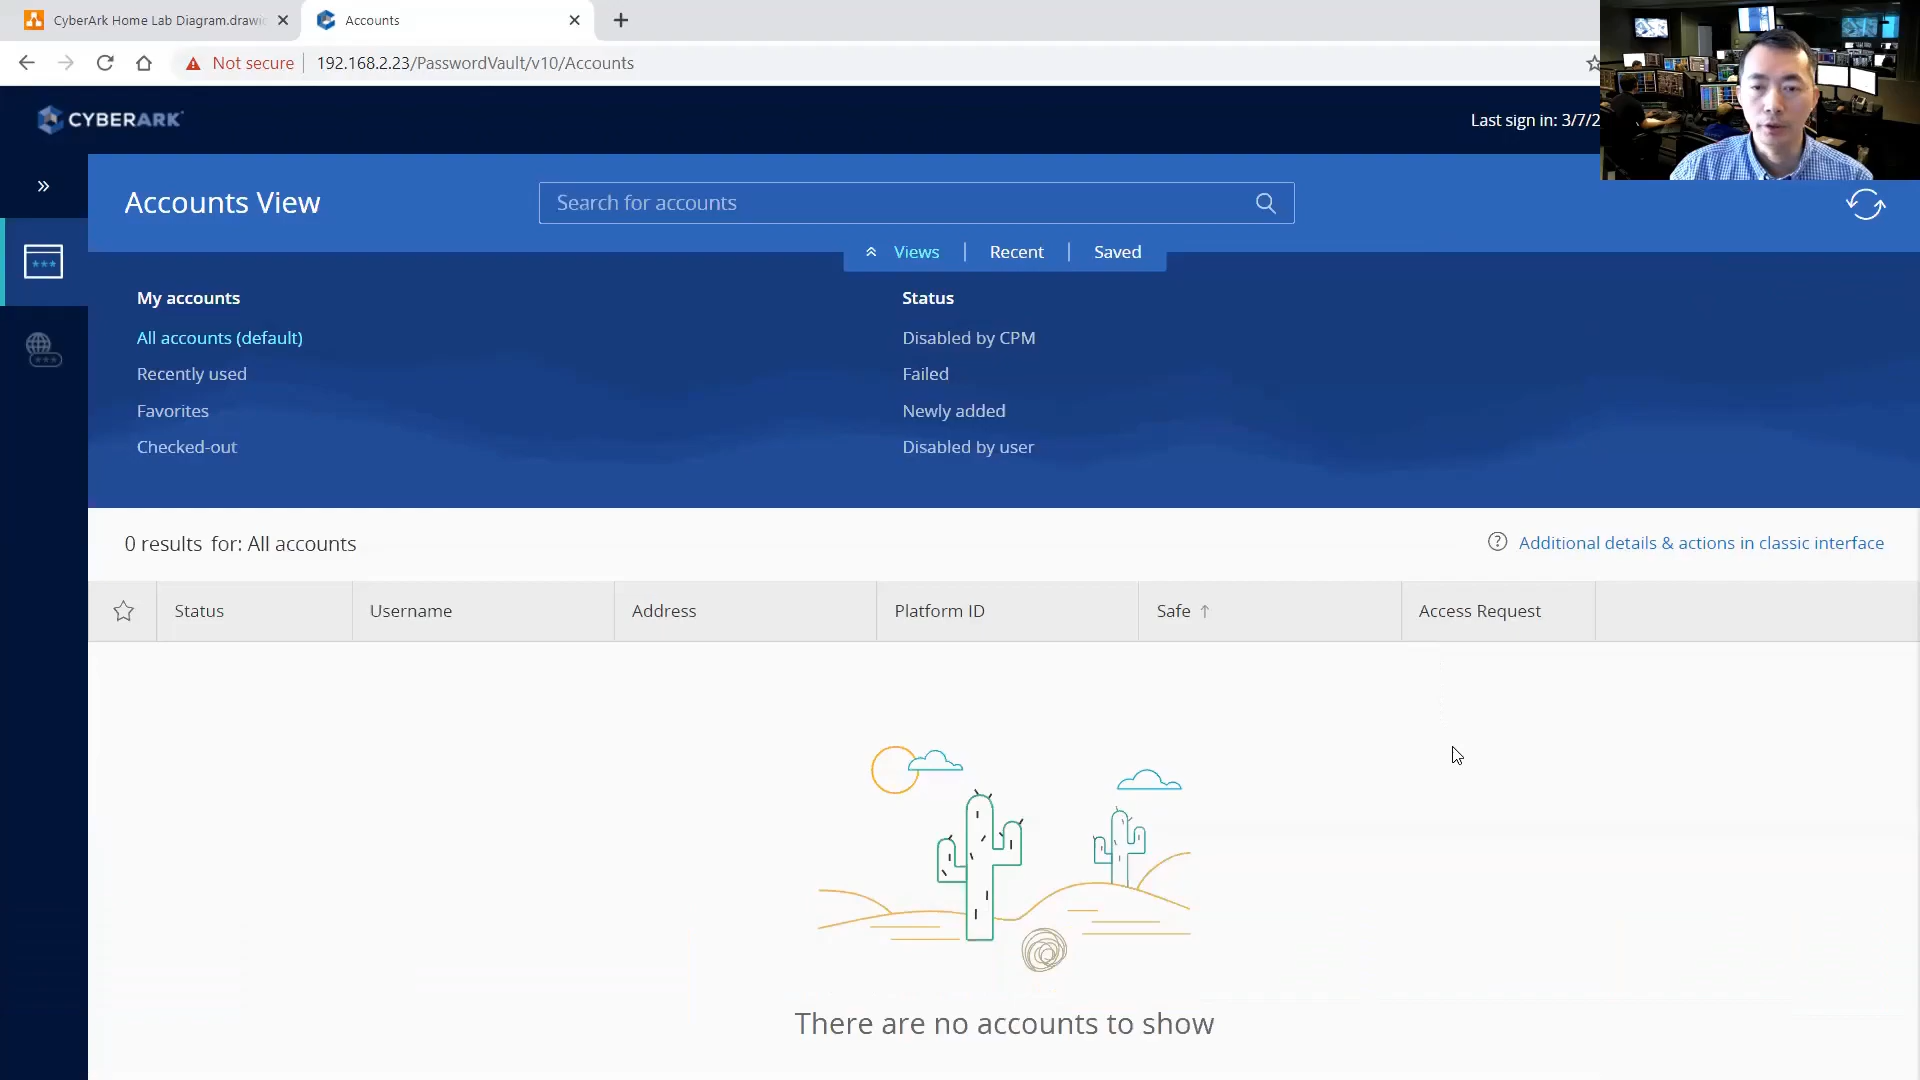 CyberArk Home Lab Diagram.drawi
Accounts
Not secure
192.168.2.23/PasswordVault/v10/Accounts
CYBERARK
Last sign in: 3/7/2
Accounts View
Search for accounts
Views
Recent
Saved
My accounts
Status
All accounts (default)
Disabled by CPM
Recently used
Failed
Favorites
Newly added
Checked-out
Disabled by user
0 results for: All accounts
Additional details & actions in classic interface
Status
Username
Address
Platform ID
Safe ↑
Access Request
There are no accounts to show